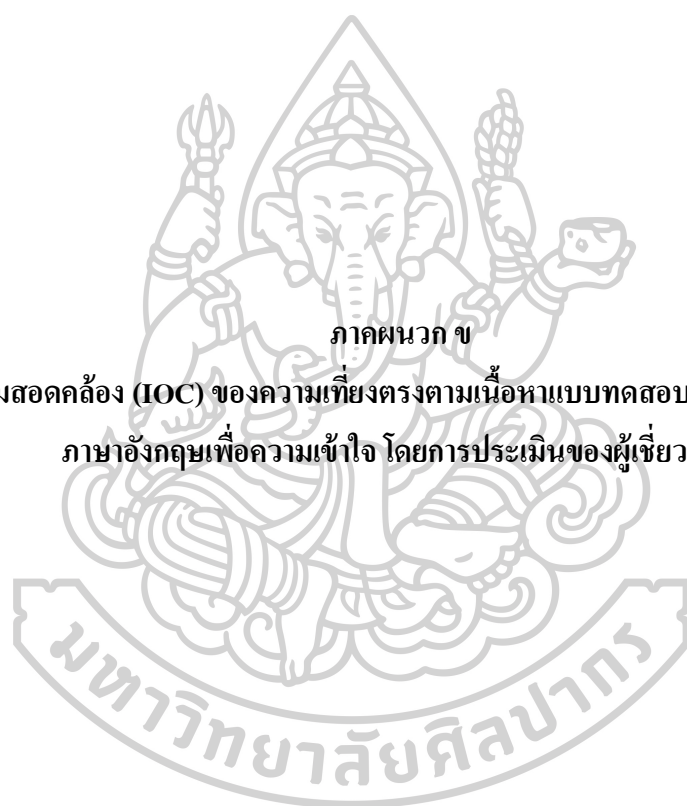 ภาคผนวก ข
สอดคล้อง (IOC) ของความเที่ยงตรงตามเนื้อหาแบบทดสอบ
ภาษาอังกฤษเพื่อความเข้าใจ โดยการประเมินของผู้เชี่ยว
มหาวิทยาลัยศิลปากร